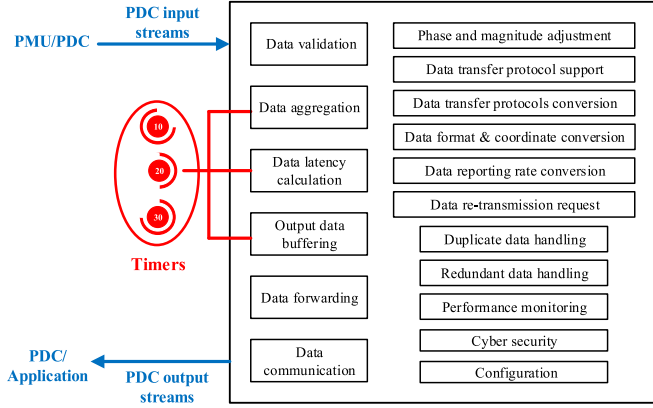 PDC input
streams
PMU/PDC
10
20
30
Timers
PDC/
Application
PDC output
streams
Data validation
Data aggregation
Data latency
calculation
Output data
buffering
Data forwarding
Data
communication
Phase and magnitude adjustment
Data transfer protocol support
Data transfer protocols conversion
Data format & coordinate conversion
Data reporting rate conversion
Data re-transmission request
Duplicate data handling
Redundant data handling
Performance monitoring
Cyber security
Configuration